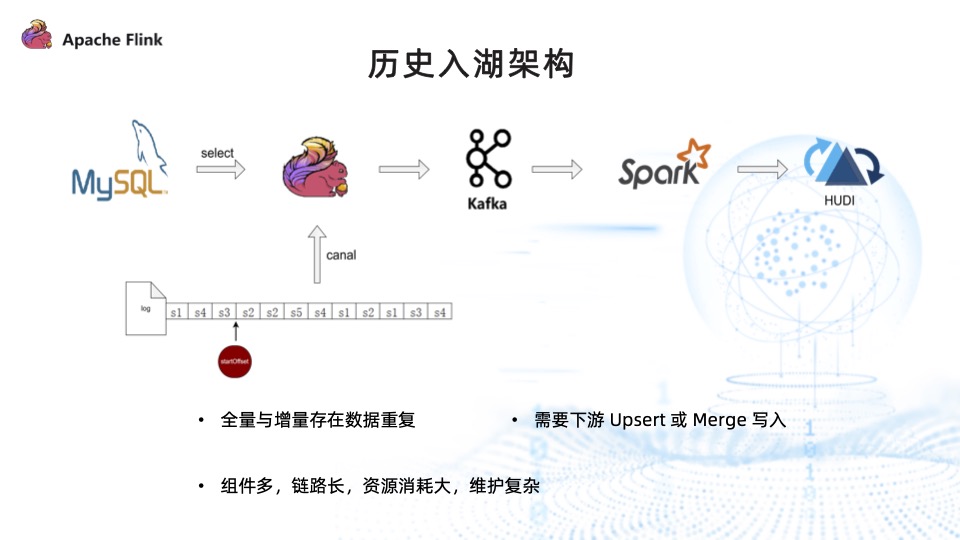 Apache Flink
历史入湖架构
MySQL
select
Kafka
Spark
HUDI
canal
log
s1 s4 s3 s2 s2 s5 s4 s1 s2 s1 s3 s4
startOffset
• 全量与增量存在数据重复
• 需要下游 Upsert 或 Merge 写入
• 组件多，链路长，资源消耗大，维护复杂